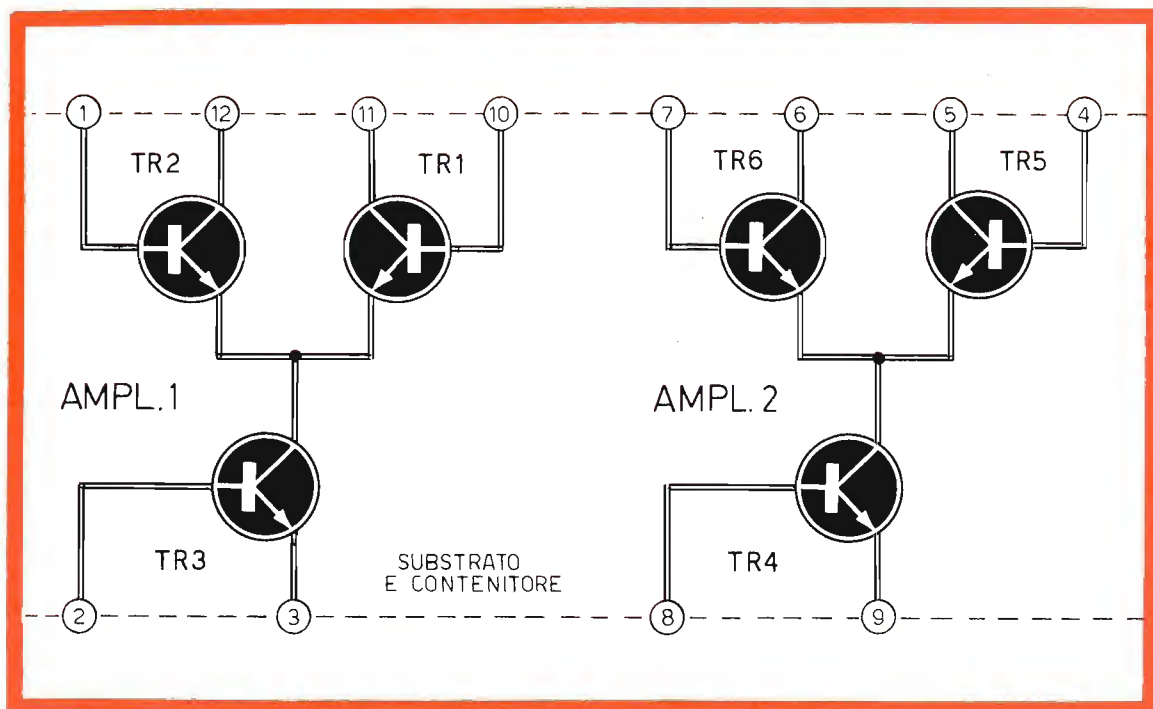 1 12 11 10 7 6 5 4
TR2 TR1 TR6 TR5
AMPL.1 AMPL.2
TR3 SUBSTRATO TR4
E CONTENITORE
2 3 8 9